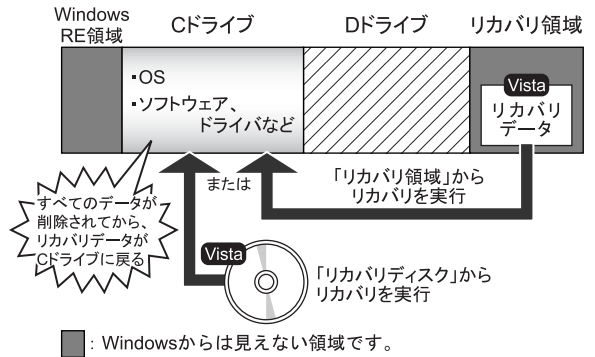 Windows
RE領域
Cドライブ
Dドライブ
リカバリ領域
・OS
・ソフトウェア、
ドライバなど
Vista
リカバリ
データ
または
「リカバリ領域」から
リカバリを実行
すべてのデータが
削除されてから、
リカバリデータが
Cドライブに戻る
Vista
「リカバリディスク」から
リカバリを実行
: Windowsからは見えない領域です。